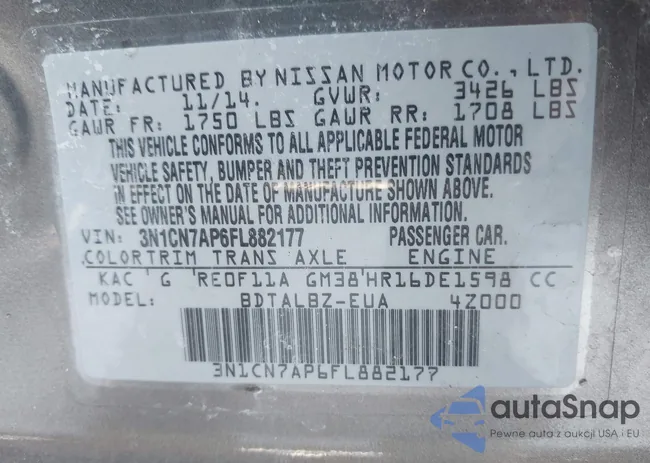 MANUFACTURED BY NISSAN MOTOR CO., LTD.
DATE: 11/14. GVWR: 3426 LBS
GAWR FR: 1750 LBS GAWR RR: 1708 LBS
THIS VEHICLE CONFORMS TO ALL APPLICABLE FEDERAL MOTOR
VEHICLE SAFETY, BUMPER AND THEFT PREVENTION STANDARDS
IN EFFECT ON THE DATE OF MANUFACTURE SHOWN ABOVE.
SEE OWNER'S MANUAL FOR ADDITIONAL INFORMATION.
VIN: 3N1CN7AP6FL882177 PASSENGER CAR.
COLOR TRIM TRANS AXLE ENGINE
KAC ' G REOF11A GM38'HR16DE1598 CC
MODEL: BDTALBZ-EUA 4Z000
3N1CN7AP6FL882177
autaSnap
Pewne auta z aukcji USA i EU